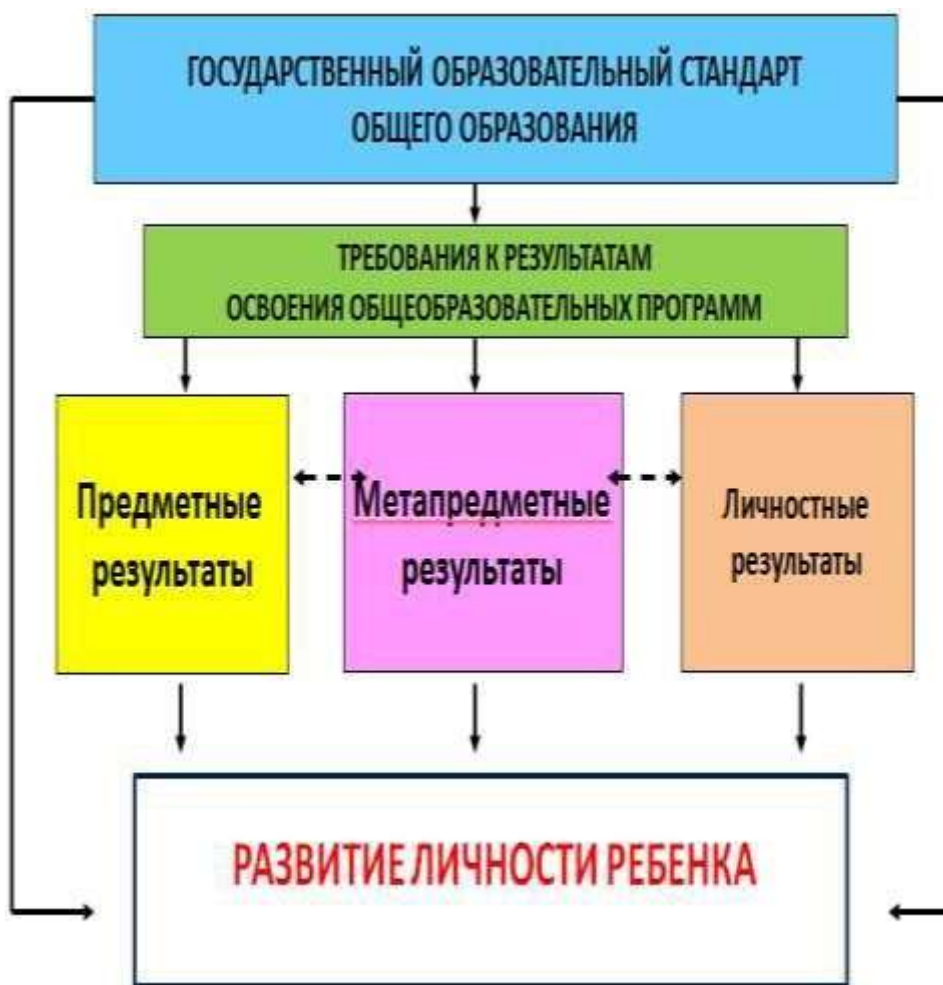 ГОСУДАРСТВЕННЫЙ ОБРАЗОВАТЕЛЬНЫЙ СТАНДАРТ
ОБЩЕГО ОБРАЗОВАНИЯ
ТРЕБОВАНИЯ К РЕЗУЛЬТАТАМ
ОСВОЕНИЯ ОБЩЕОБРАЗОВАТЕЛЬНЫХ ПРОГРАММ
Предметные
результаты
Метапредметные
результаты
Личностные
результаты
РАЗВИТИЕ ЛИЧНОСТИ РЕБЕНКА